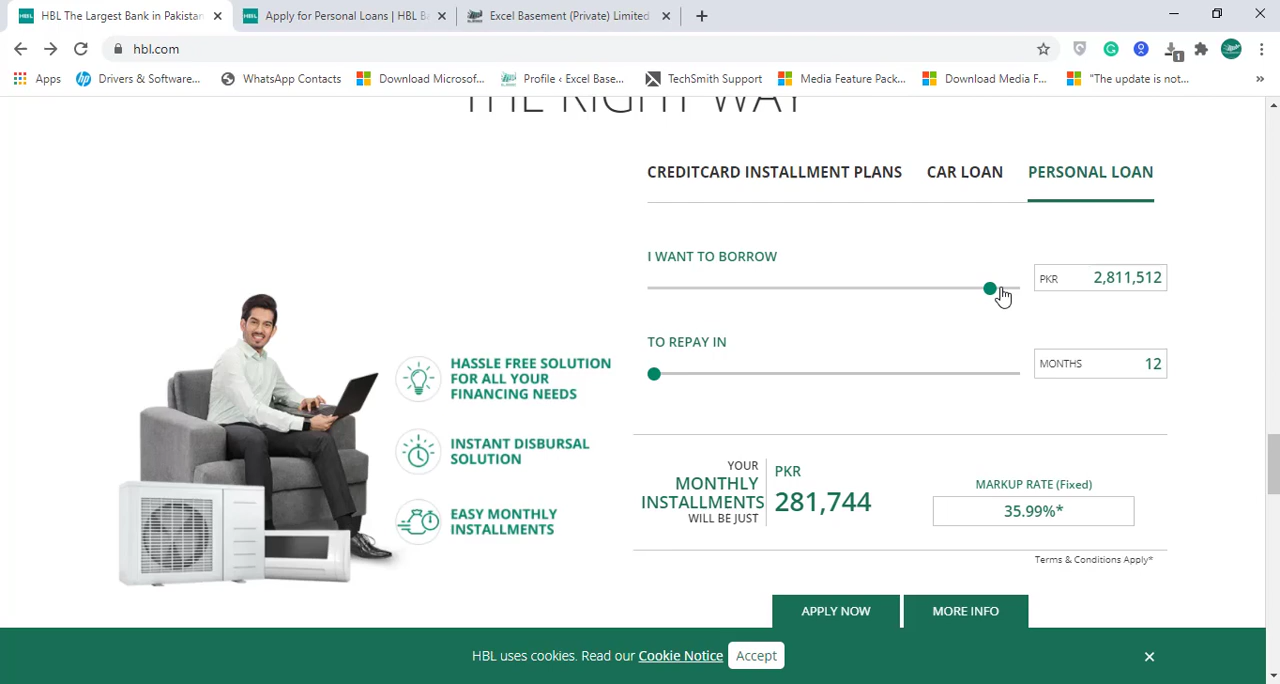 HBL The Largest Bank in Pakistan
Apply for Personal Loans | HBL B
Excel Basement (Private) Limited
hbl.com
1
Apps
Drivers & Software...
WhatsApp Contacts
Download Microsof...
Profile ‹ Excel Base...
TechSmith Support
Media Feature Pack...
Download Media F...
"The update is not...
»
THE RIGHT WAY
CREDITCARD INSTALLMENT PLANS
CAR LOAN
PERSONAL LOAN
I WANT TO BORROW
PKR 2,811,512
TO REPAY IN
MONTHS 12
HASSLE FREE SOLUTION
FOR ALL YOUR
FINANCING NEEDS
INSTANT DISBURSAL
SOLUTION
EASY MONTHLY
INSTALLMENTS
YOUR
MONTHLY
INSTALLMENTS
WILL BE JUST
PKR
281,744
MARKUP RATE (Fixed)
35.99%*
Terms & Conditions Apply*
APPLY NOW
MORE INFO
HBL uses cookies. Read our Cookie Notice Accept